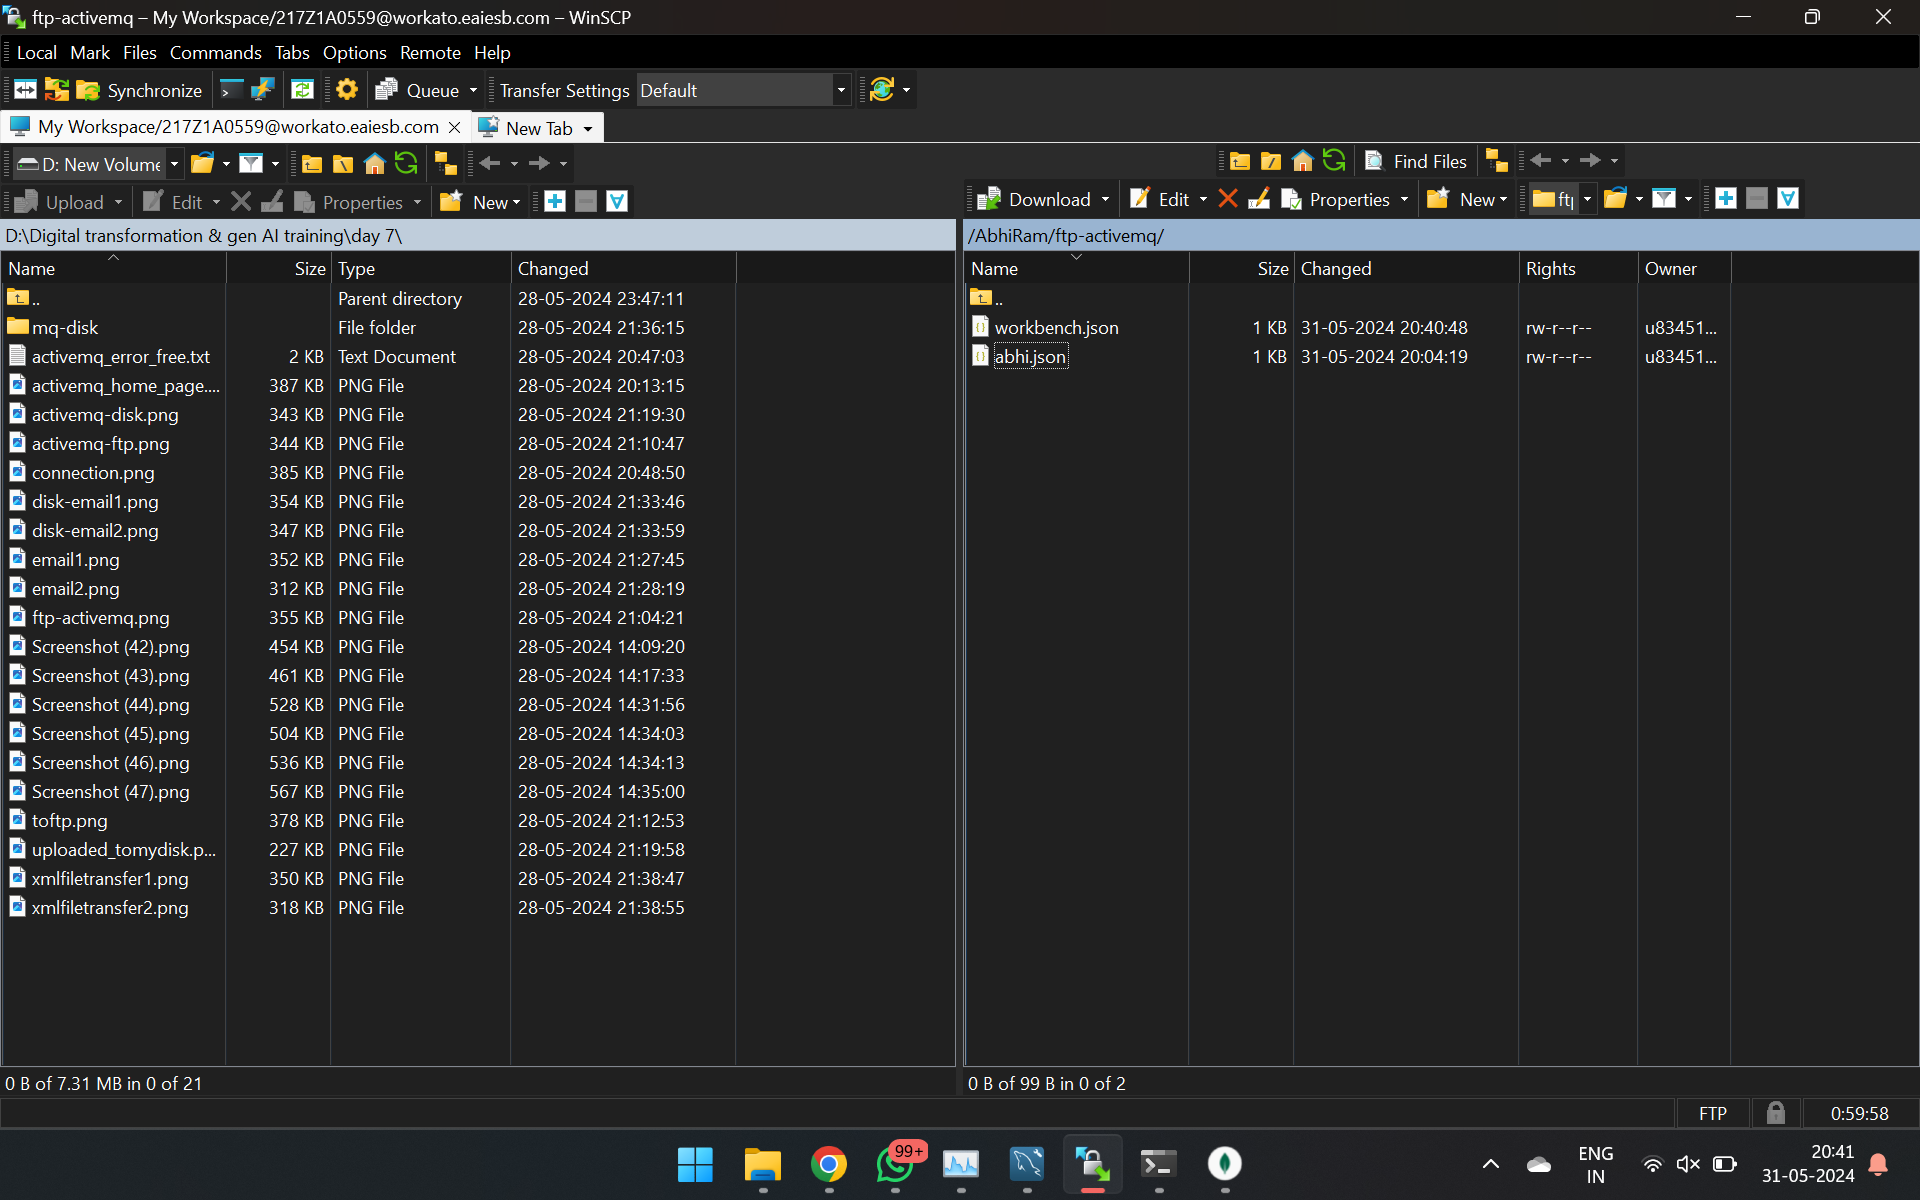 ftp-activemq – My Workspace/217Z1A0559@workato.eaiesb.com – WinSCP
Local Mark Files Commands Tabs Options Remote Help
Synchronize Queue Transfer Settings Default
My Workspace/217Z1A0559@workato.eaiesb.com New Tab
D: New Volume Find Files
Upload Edit Properties New Download Edit Properties New
D:\Digital transformation & gen AI training\day 7\ /AbhiRam/ftp-activemq/
Name Size Type Changed Name Size Changed Rights Owner
.. Parent directory 28-05-2024 23:47:11 ..
mq-disk File folder 28-05-2024 21:36:15 workbench.json 1 KB 31-05-2024 20:40:48 rw-r--r-- u83451...
activemq_error_free.txt 2 KB Text Document 28-05-2024 20:47:03 abhi.json 1 KB 31-05-2024 20:04:19 rw-r--r-- u83451...
activemq_home_page.... 387 KB PNG File 28-05-2024 20:13:15
activemq-disk.png 343 KB PNG File 28-05-2024 21:19:30
activemq-ftp.png 344 KB PNG File 28-05-2024 21:10:47
connection.png 385 KB PNG File 28-05-2024 20:48:50
disk-email1.png 354 KB PNG File 28-05-2024 21:33:46
disk-email2.png 347 KB PNG File 28-05-2024 21:33:59
email1.png 352 KB PNG File 28-05-2024 21:27:45
email2.png 312 KB PNG File 28-05-2024 21:28:19
ftp-activemq.png 355 KB PNG File 28-05-2024 21:04:21
Screenshot (42).png 454 KB PNG File 28-05-2024 14:09:20
Screenshot (43).png 461 KB PNG File 28-05-2024 14:17:33
Screenshot (44).png 528 KB PNG File 28-05-2024 14:31:56
Screenshot (45).png 504 KB PNG File 28-05-2024 14:34:03
Screenshot (46).png 536 KB PNG File 28-05-2024 14:34:13
Screenshot (47).png 567 KB PNG File 28-05-2024 14:35:00
toftp.png 378 KB PNG File 28-05-2024 21:12:53
uploaded_tomydisk.p... 227 KB PNG File 28-05-2024 21:19:58
xmlfiletransfer1.png 350 KB PNG File 28-05-2024 21:38:47
xmlfiletransfer2.png 318 KB PNG File 28-05-2024 21:38:55
0 B of 7.31 MB in 0 of 21 0 B of 99 B in 0 of 2
FTP 0:59:58
99+
ENG 20:41
IN 31-05-2024